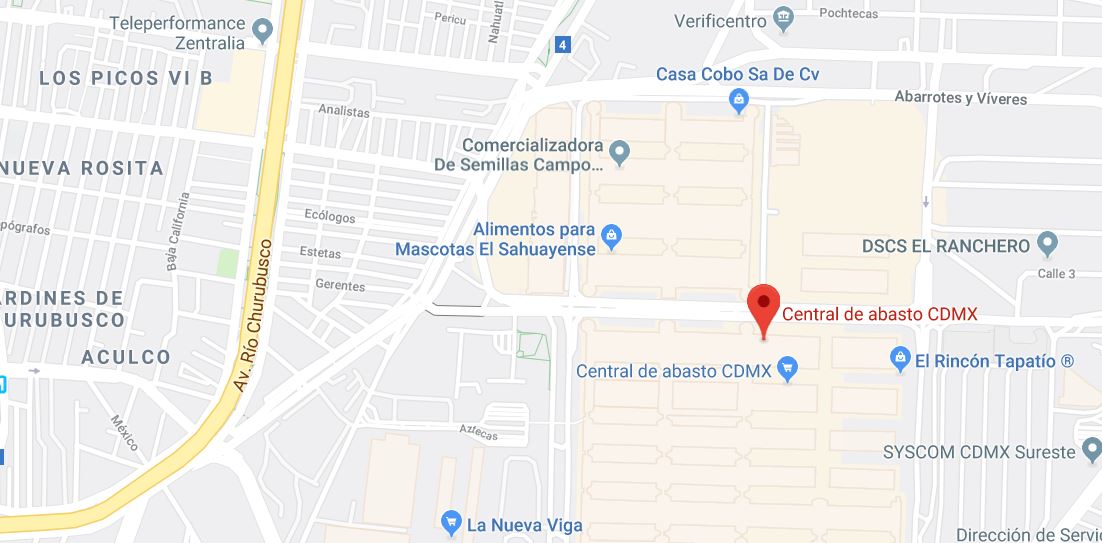 Teleperformance
Zentralia
Pericu
Nahuatl
Verificentro
Pochtecas
4
LOS PICOS VI B
Casa Cobo Sa De Cv
Abarrotes y Víveres
Analistas
Comercializadora
De Semillas Campo...
NUEVA ROSITA
Baja California
Ecólogos
pógrafos
Alimentos para
Mascotas El Sahuayense
DSCS EL RANCHERO
Estetas
Calle 3
Gerentes
ARDINES DE
URUBUSCO
Av. Río Churubusco
Central de abasto CDMX
ACULCO
Central de abasto CDMX
El Rincón Tapatío ®
México
Aztecas
SYSCOM CDMX Sureste
La Nueva Viga
Dirección de Servic